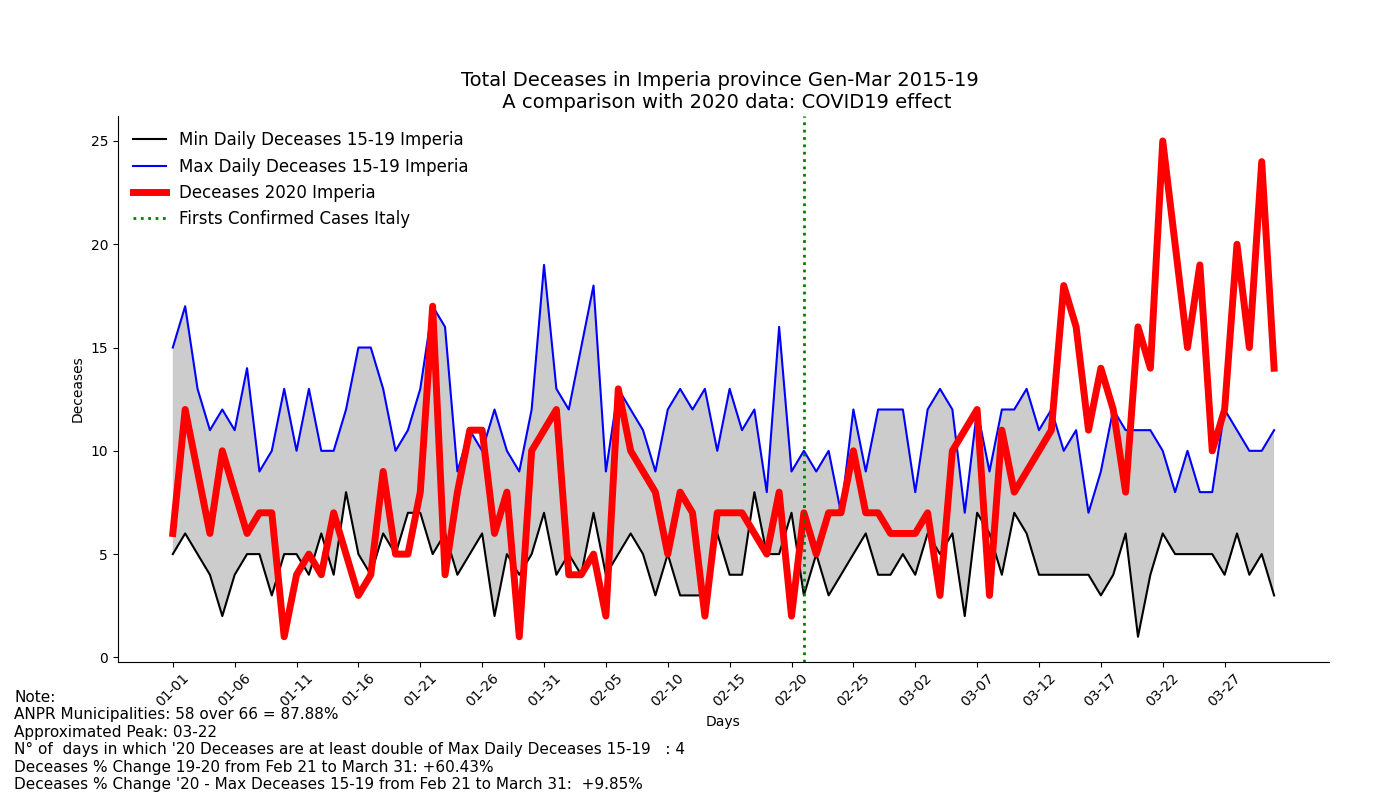 Total Deceases in Imperia province Gen-Mar 2015-19
A comparison with 2020 data: COVID19 effect
Min Daily Deceases 15-19 Imperia
Max Daily Deceases 15-19 Imperia
Deceases 2020 Imperia
Firsts Confirmed Cases Italy
Deceases
25
20
15
10
5
0
01-01
01-06
01-11
01-16
01-21
01-26
01-31
02-05
02-10
02-15
02-20
02-25
03-02
03-07
03-12
03-17
03-22
03-27
Days
Note:
ANPR Municipalities: 58 over 66 = 87.88%
Approximated Peak: 03-22
N° of  days in which '20 Deceases are at least double of Max Daily Deceases 15-19   : 4
Deceases % Change 19-20 from Feb 21 to March 31: +60.43%
Deceases % Change '20 - Max Deceases 15-19 from Feb 21 to March 31:  +9.85%